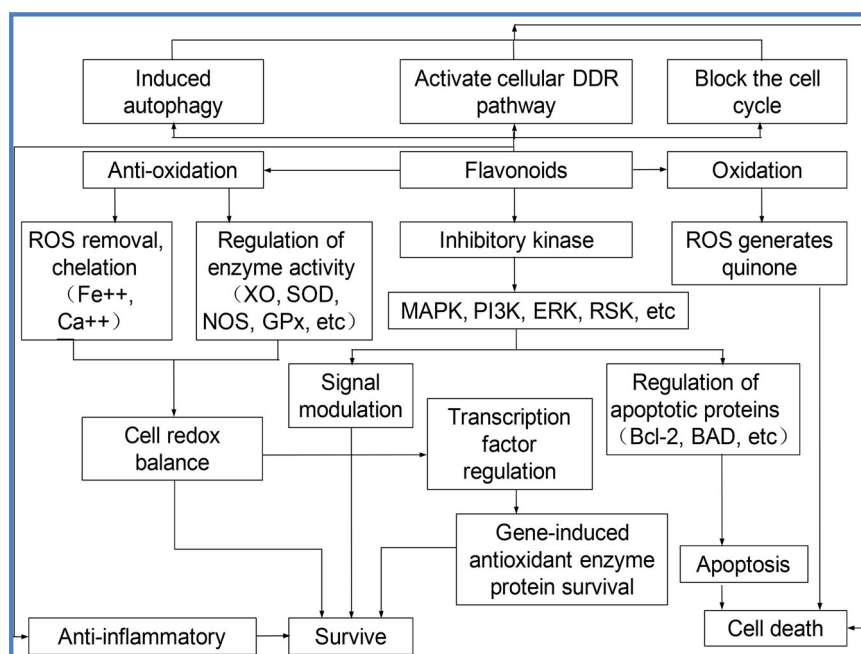 Induced
autophagy
Activate cellular DDR
pathway
Block the cell
cycle
Anti-oxidation
Flavonoids
Oxidation
ROS removal,
chelation
（Fe++,
Ca++）
Regulation of
enzyme activity
（XO, SOD,
NOS, GPx, etc）
Inhibitory kinase
ROS generates
quinone
MAPK, PI3K, ERK, RSK, etc
Signal
modulation
Regulation of
apoptotic proteins
（Bcl-2, BAD, etc）
Cell redox
balance
Transcription
factor
regulation
Gene-induced
antioxidant enzyme
protein survival
Apoptosis
Anti-inflammatory
Survive
Cell death